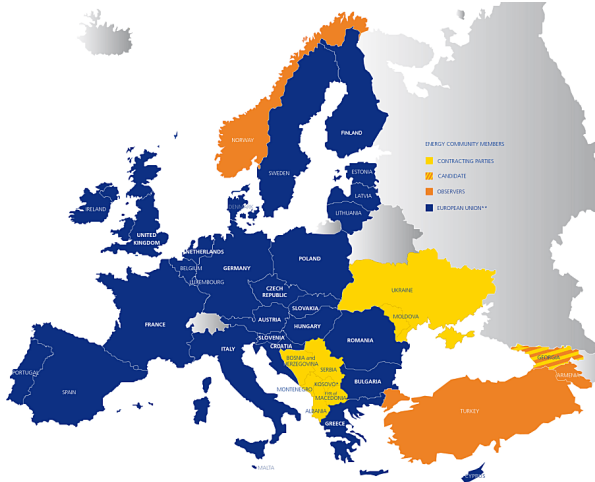 NORWAY
FINLAND
SWEDEN
ENERGY COMMUNITY MEMBERS
CONTRACTING PARTIES
CANDIDATE
OBSERVERS
EUROPEAN UNION**
ESTONIA
LATVIA
LITHUANIA
DENMARK
IRELAND
UNITED
KINGDOM
NETHERLANDS
BELGIUM
LUXEMBOURG
GERMANY
POLAND
CZECH
REPUBLIC
SLOVAKIA
AUSTRIA
HUNGARY
SLOVENIA
CROATIA
FRANCE
ITALY
ROMANIA
UKRAINE
MOLDOVA
BOSNIA and
HERZEGOVINA
SERBIA
KOSOVO*
MONTENEGRO
MACEDONIA
ALBANIA
BULGARIA
GREECE
PORTUGAL
SPAIN
MALTA
TURKEY
GEORGIA
ARMENIA
CYPRUS